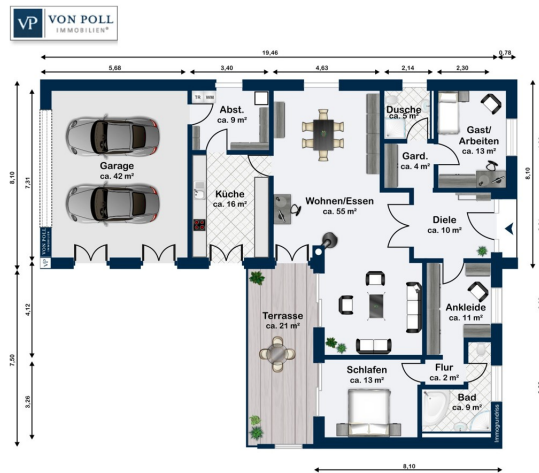 VP VON POLL
IMMOBILIEN®
19,46
0,78
5,68
3,40
4,63
2,14
2,30
8,10
7,31
8,10
TR
WM
Abst.
ca. 9 m²
Dusche
ca. 5 m²
Gast/
Arbeiten
ca. 13 m²
Garage
ca. 42 m²
Gard.
ca. 4 m²
Küche
ca. 16 m²
Wohnen/Essen
ca. 55 m²
Diele
ca. 10 m²
VON POLL
7,50
4,12
3,26
Terrasse
ca. 21 m²
Ankleide
ca. 11 m²
Schlafen
ca. 13 m²
Flur
ca. 2 m²
Bad
ca. 9 m²
Immogrundriss
8,10